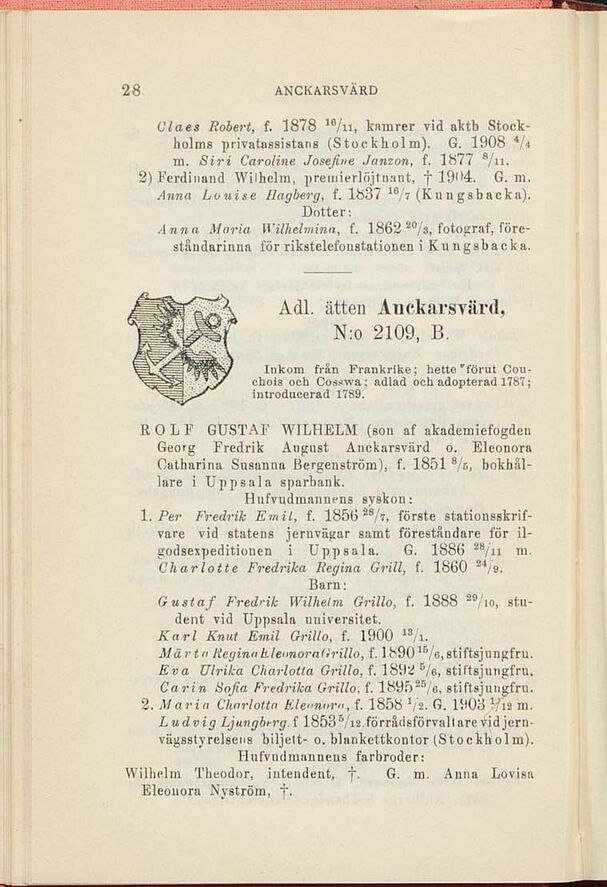 28 ANCKARSVÄRD
Claes Robert, f. 1878 16/11, kamrer vid aktb Stock-
holms privatassistans (Stockholm). G. 1908 4/4
m. Siri Caroline Josefine Janzon, f. 1877 8/11.
2) Ferdinand Wilhelm, premierlöjtnant, † 1904. G. m.
Anna Louise Hagberg, f. 1837 16/7 (Kungsbacka).
Dotter:
Anna Maria Wilhelmina, f. 1862 20/3, fotograf, före-
ståndarinna för rikstelefonstationen i Kungsbacka.
Adl. ätten Anckarsvärd,
N:o 2109, B.
Inkom från Frankrike; hette förut Cou-
chois och Cosswa; adlad och adopterad 1787;
introducerad 1789.
ROLF GUSTAF WILHELM (son af akademiefogden
Georg Fredrik August Anckarsvärd o. Eleonora
Catharina Susanna Bergenström), f. 1851 8/5, bokhål-
lare i Uppsala sparbank.
Hufvudmannens syskon:
1. Per Fredrik Emil, f. 1856 28/7, förste stationsskrif-
vare vid statens jernvägar samt föreståndare för il-
godsexpeditionen i Uppsala. G. 1886 28/11 m.
Charlotte Fredrika Regina Grill, f. 1860 24/9.
Barn:
Gustaf Fredrik Wilhelm Grillo, f. 1888 29/10, stu-
dent vid Uppsala universitet.
Karl Knut Emil Grillo, f. 1900 13/1.
Märta Regina Eleonora Grillo, f. 1890 15/6, stiftsjungfru.
Eva Ulrika Charlotta Grillo, f. 1892 5/6, stiftsjungfru.
Carin Sofia Fredrika Grillo, f. 1895 25/6, stiftsjungfru.
2. Maria Charlotta Eleonora, f. 1858 1/2. G. 1903 1/12 m.
Ludvig Ljungberg, f 1853 5/12. förrådsförvaltare vid jern-
vägsstyrelsens biljett- o. blankettkontor (Stockholm).
Hufvudmannens farbroder:
Wilhelm Theodor, intendent, †. G. m. Anna Lovisa
Eleonora Nyström, †.